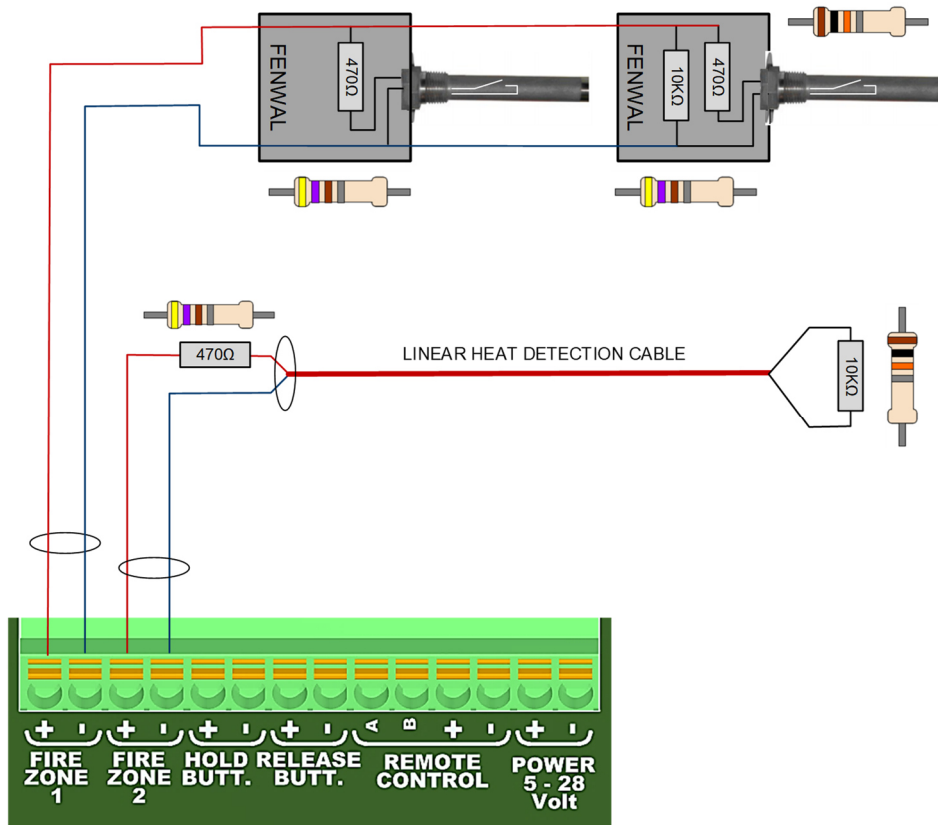 FENWAL
470Ω
FENWAL
10KΩ
470Ω
470Ω
LINEAR HEAT DETECTION CABLE
10KΩ
+ - + - + - + - A B + - + -
FIRE ZONE 1
FIRE ZONE 2
HOLD BUTT.
RELEASE BUTT.
REMOTE CONTROL
POWER 5 - 28 Volt